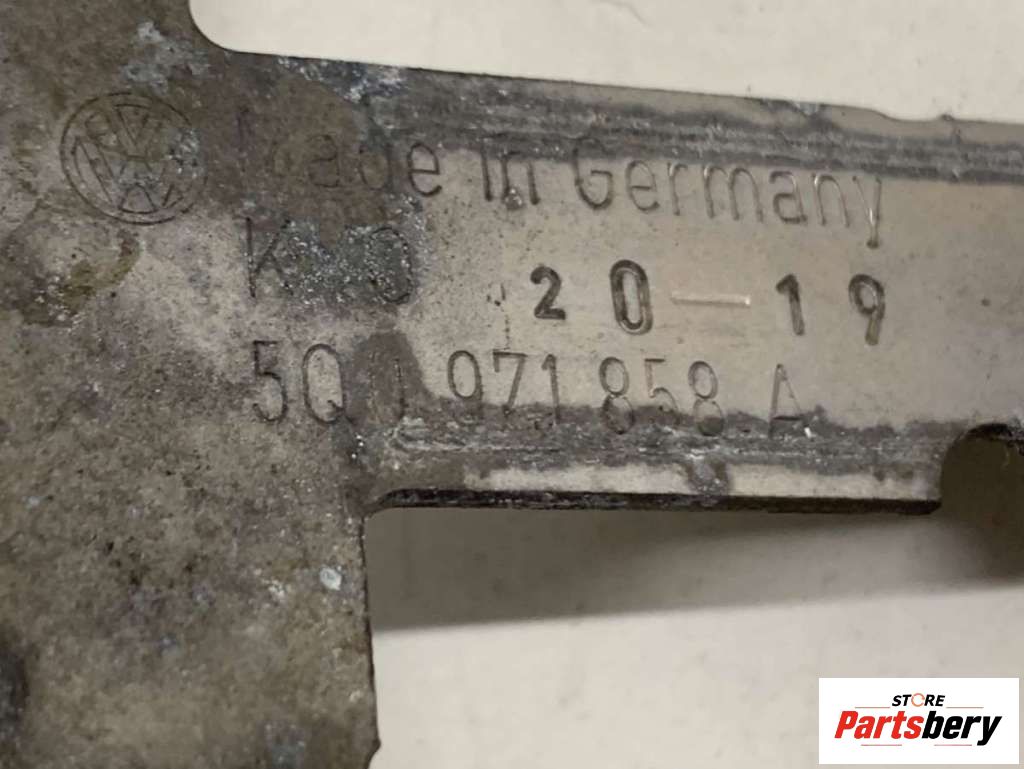 Made in Germany
20-19
5Q0 971 858 A
STORE
Partsbery